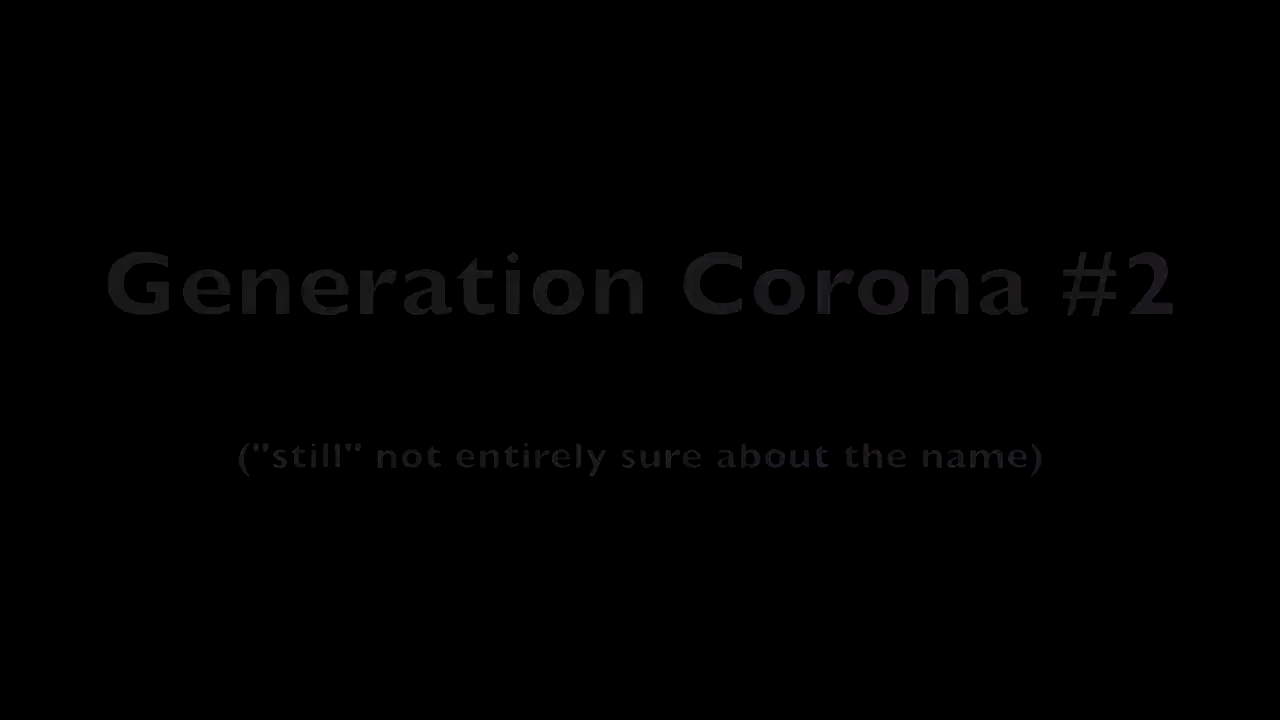 Generation Corona #2
("still" not entirely sure about the name)